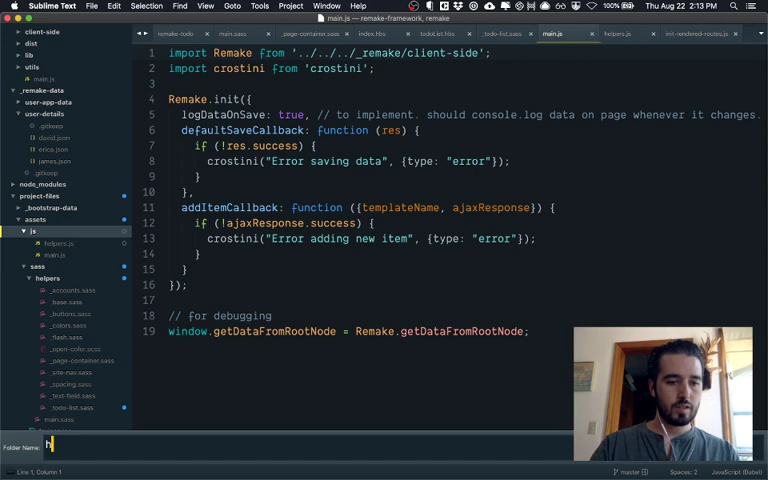 Sublime Text File Edit Selection Find View Goto Tools Project Window Help 100% Thu Aug 22 2:13 PM
main.js — remake-framework, remake
remake-todo main.sass _page-container.sass index.hbs todoList.hbs _todo-list.sass main.js helpers.js init-rendered-routes.js
client-side
dist
lib
utils
main.js
_remake-data
user-app-data
user-details
.gitkeep
david.json
erica.json
james.json
.gitkeep
node_modules
project-files
_bootstrap-data
assets
js
helpers.js
main.js
sass
helpers
_accounts.sass
_base.sass
_buttons.sass
_colors.sass
_flash.sass
_open-color.scss
_page-container.sass
_site-nav.sass
_spacing.sass
_text-field.sass
_todo-list.sass
main.sass
1 import Remake from '../../../_remake/client-side';
2 import crostini from 'crostini';
3
4 Remake.init({
5 logDataOnSave: true, // to implement. should console.log data on page whenever it changes.
6 defaultSaveCallback: function (res) {
7 if (!res.success) {
8 crostini("Error saving data", {type: "error"});
9 }
10 },
11 addItemCallback: function ({templateName, ajaxResponse}) {
12 if (!ajaxResponse.success) {
13 crostini("Error adding new item", {type: "error"});
14 }
15 }
16 });
17
18 // for debugging
19 window.getDataFromRootNode = Remake.getDataFromRootNode;
Folder Name: h
Line 1, Column 1 master Spaces: 2 JavaScript (Babel)